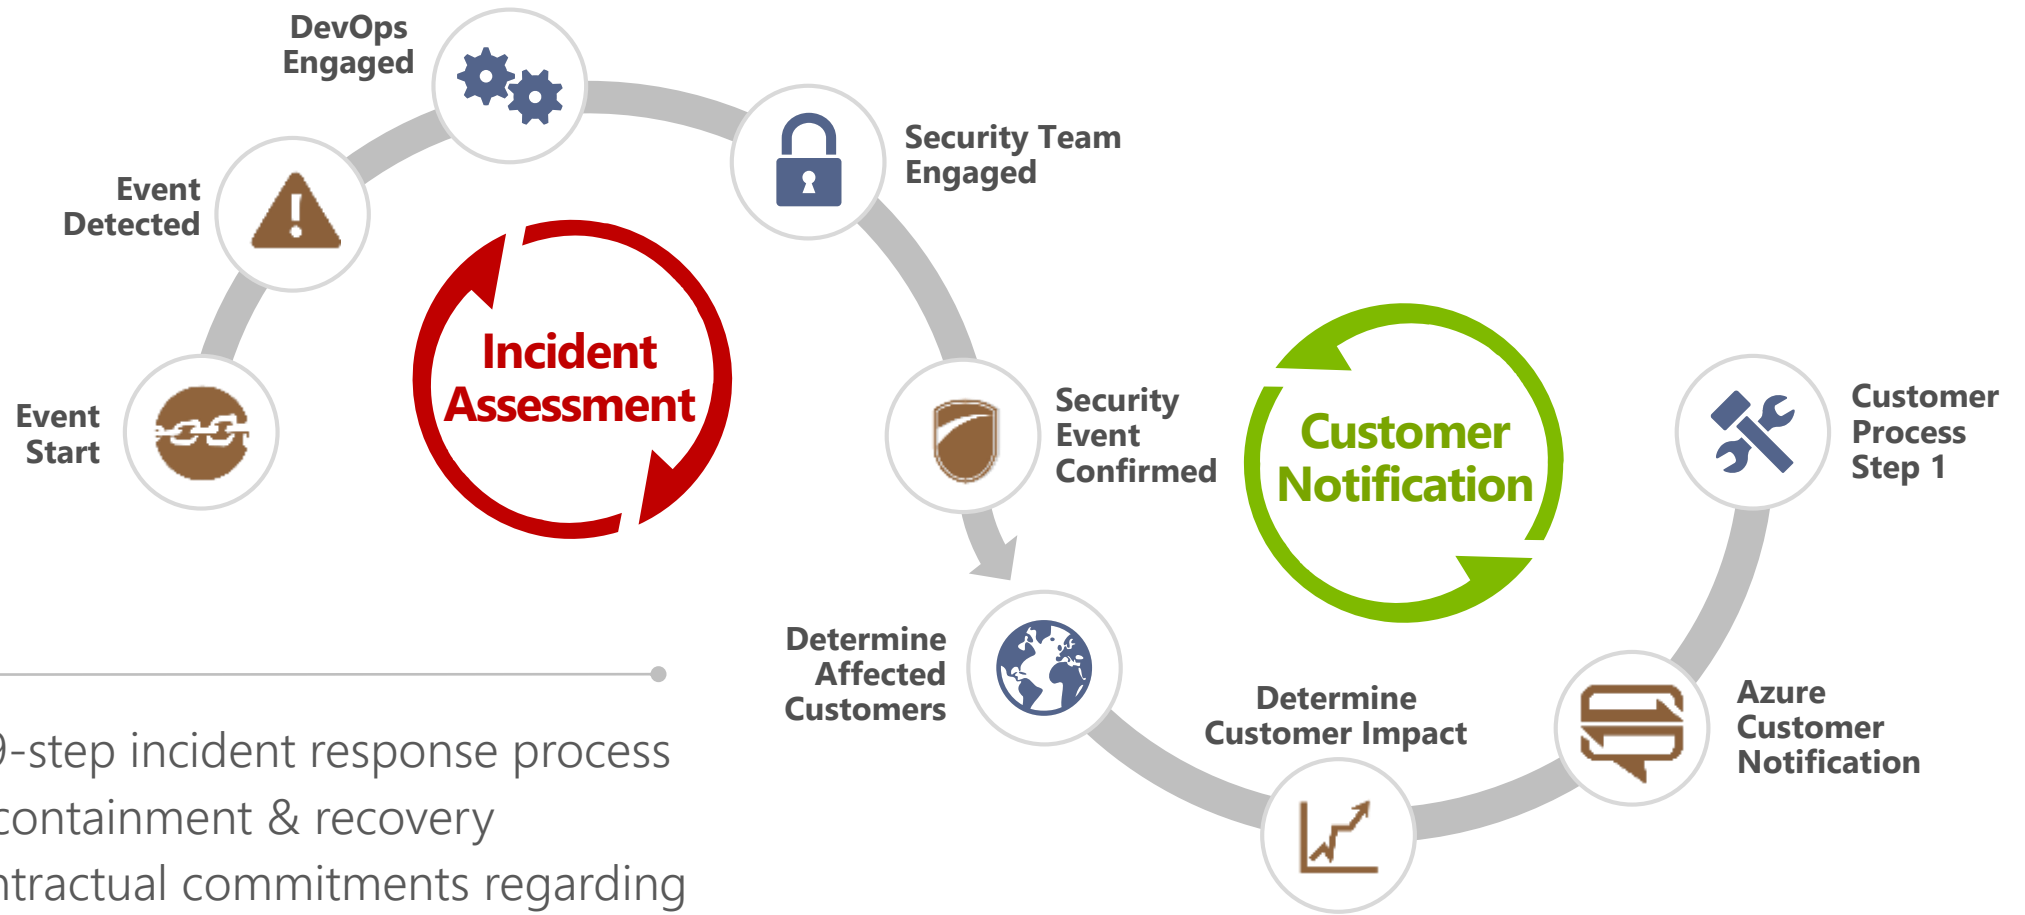 DevOps
Engaged
Security Team
Engaged
Event
Detected
Incident
Assessment
Event
Start
Security
Event
Confirmed
Customer
Notification
Customer
Process
Step 1
Determine
Affected
Customers
Determine
Customer Impact
Azure
Customer
Notification
9-step incident response process
containment & recovery
ntractual commitments regarding